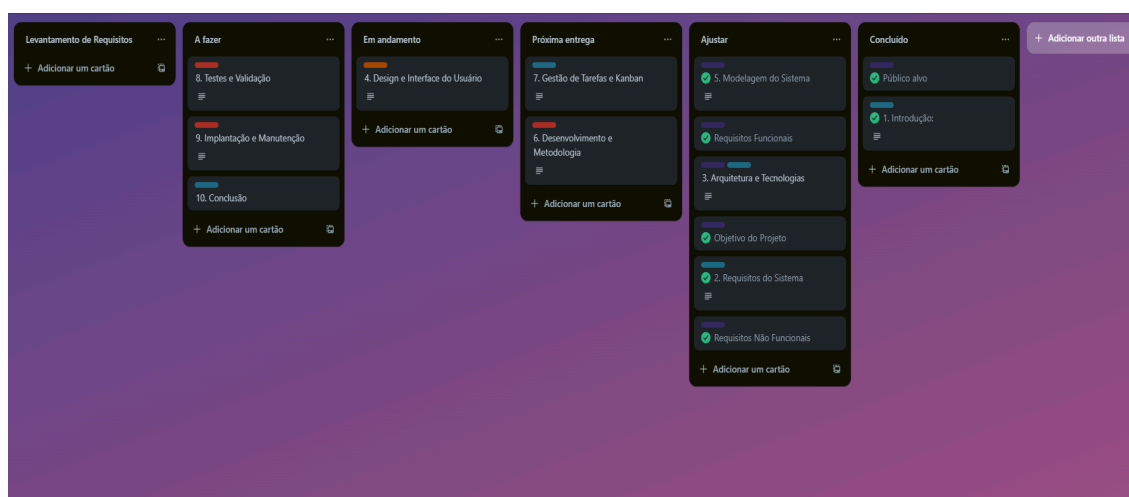 Levantamento de Requisitos
+ Adicionar um cartão
A fazer
8. Testes e Validação
9. Implantação e Manutenção
10. Conclusão
+ Adicionar um cartão
Em andamento
4. Design e Interface do Usuário
+ Adicionar um cartão
Próxima entrega
7. Gestão de Tarefas e Kanban
6. Desenvolvimento e
Metodologia
+ Adicionar um cartão
Ajustar
5. Modelagem do Sistema
Requisitos Funcionais
3. Arquitetura e Tecnologias
Objetivo do Projeto
2. Requisitos do Sistema
Requisitos Não Funcionais
+ Adicionar um cartão
Concluído
Público alvo
1. Introdução:
+ Adicionar um cartão
+ Adicionar outra lista